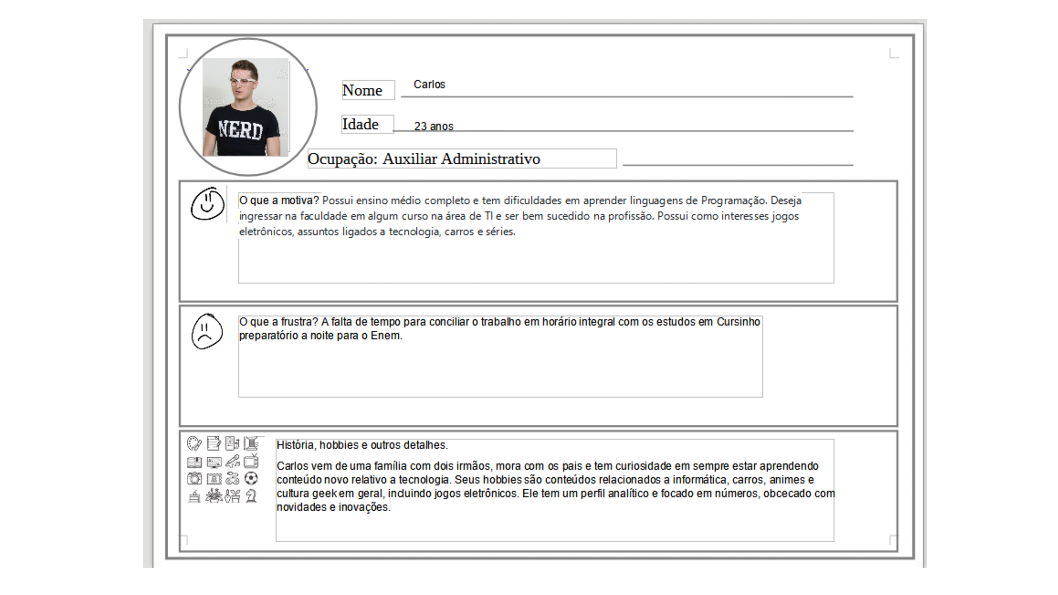 NERD
Nome
Carlos
Idade
23 anos
Ocupação: Auxiliar Administrativo
O que a motiva? Possui ensino médio completo e tem dificuldades em aprender linguagens de Programação. Deseja
ingressar na faculdade em algum curso na área de TI e ser bem sucedido na profissão. Possui como interesses jogos
eletrônicos, assuntos ligados a tecnologia, carros e séries.
O que a frustra? A falta de tempo para conciliar o trabalho em horário integral com os estudos em Cursinho
preparatório a noite para o Enem.
História, hobbies e outros detalhes.
Carlos vem de uma família com dois irmãos, mora com os pais e tem curiosidade em sempre estar aprendendo
conteúdo novo relativo a tecnologia. Seus hobbies são conteúdos relacionados a informática, carros, animes e
cultura geek em geral, incluindo jogos eletrônicos. Ele tem um perfil analítico e focado em números, obcecado com
novidades e inovações.